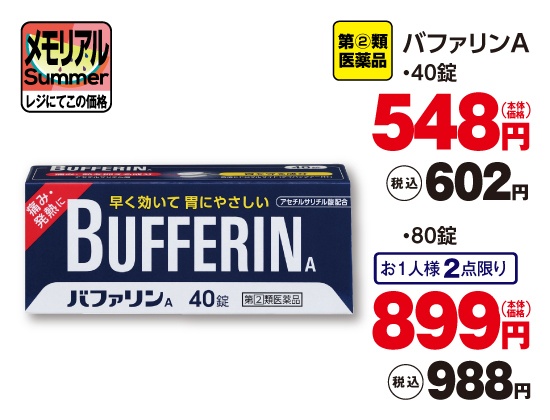 メモリアル
Summer
レジにてこの価格
第②類
医薬品
バファリンA
・40錠
548円(本体価格)
税込602円
・80錠
お1人様2点限り
899円(本体価格)
税込988円
BUFFERIN
40錠
痛み・
発熱に
早く効いて 胃にやさしい
アセチルサリチル酸配合
BUFFERIN A
バファリンA 40錠 第②類医薬品